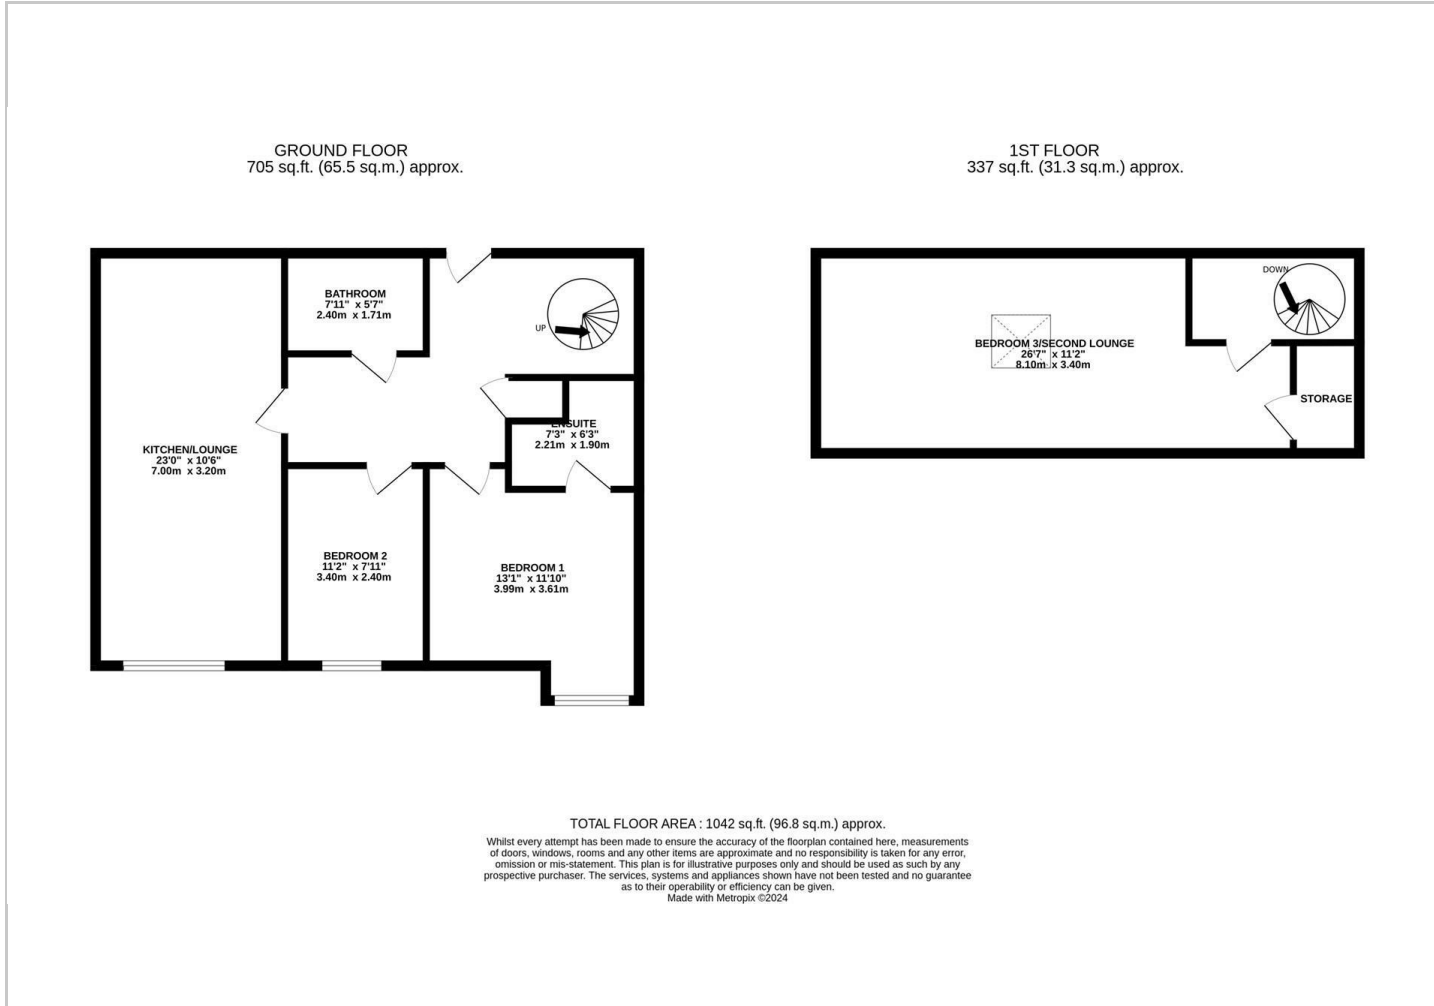 GROUND FLOOR
705 sq.ft. (65.5 sq.m.) approx.
1ST FLOOR
337 sq.ft. (31.3 sq.m.) approx.
BATHROOM
7'11" x 5'7"
2.40m x 1.71m
UP
KITCHEN/LOUNGE
23'0" x 10'6"
7.00m x 3.20m
ENSUITE
7'3" x 6'3"
2.21m x 1.90m
BEDROOM 2
11'2" x 7'11"
3.40m x 2.40m
BEDROOM 1
13'1" x 11'10"
3.99m x 3.61m
DOWN
BEDROOM 3/SECOND LOUNGE
26'7" x 11'2"
8.10m x 3.40m
STORAGE
TOTAL FLOOR AREA : 1042 sq.ft. (96.8 sq.m.) approx.
Whilst every attempt has been made to ensure the accuracy of the floorplan contained here, measurements
of doors, windows, rooms and any other items are approximate and no responsibility is taken for any error,
omission or mis-statement. This plan is for illustrative purposes only and should be used as such by any
prospective purchaser. The services, systems and appliances shown have not been tested and no guarantee
as to their operability or efficiency can be given.
Made with Metropix ©2024